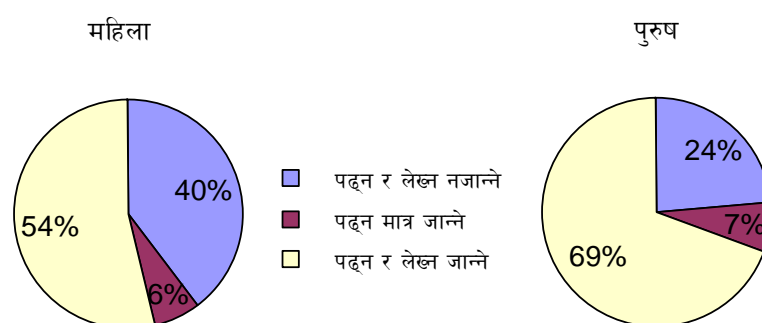 महिला
पुरुष
40%
54%
6%
पढ्न र लेख्न नजान्ने
पढ्न मात्र जान्ने
पढ्न र लेख्न जान्ने
24%
7%
69%